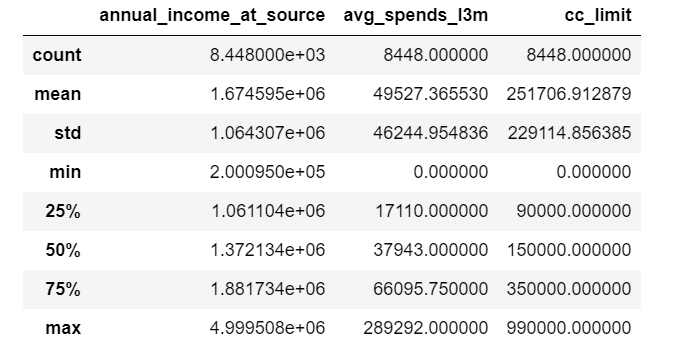 annual_income_at_source avg_spends_l3m cc_limit
count 8.448000e+03 8448.000000 8448.000000
mean 1.674595e+06 49527.365530 251706.912879
std 1.064307e+06 46244.954836 229114.856385
min 2.000950e+05 0.000000 0.000000
25% 1.061104e+06 17110.000000 90000.000000
50% 1.372134e+06 37943.000000 150000.000000
75% 1.881734e+06 66095.750000 350000.000000
max 4.999508e+06 289292.000000 990000.000000